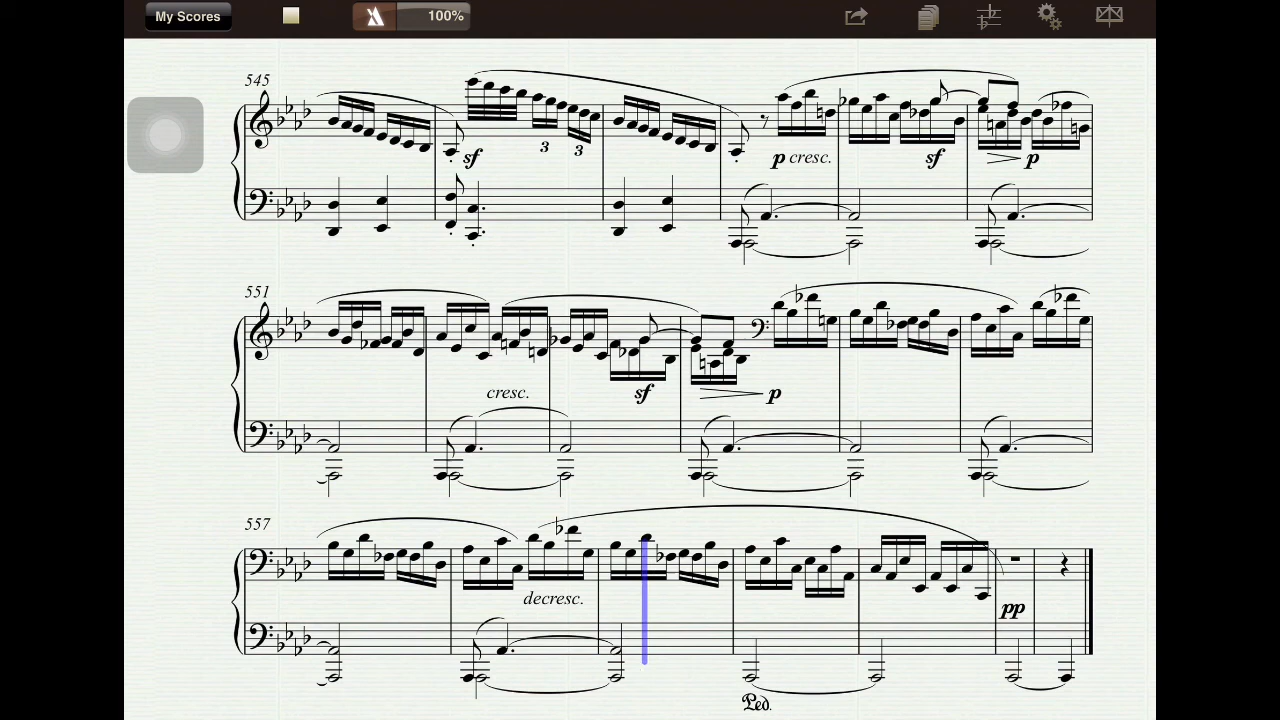 My Scores 100%
545
sf 3 3 p cresc. sf p
551
cresc. sf p
557
decresc. pp
Ped.